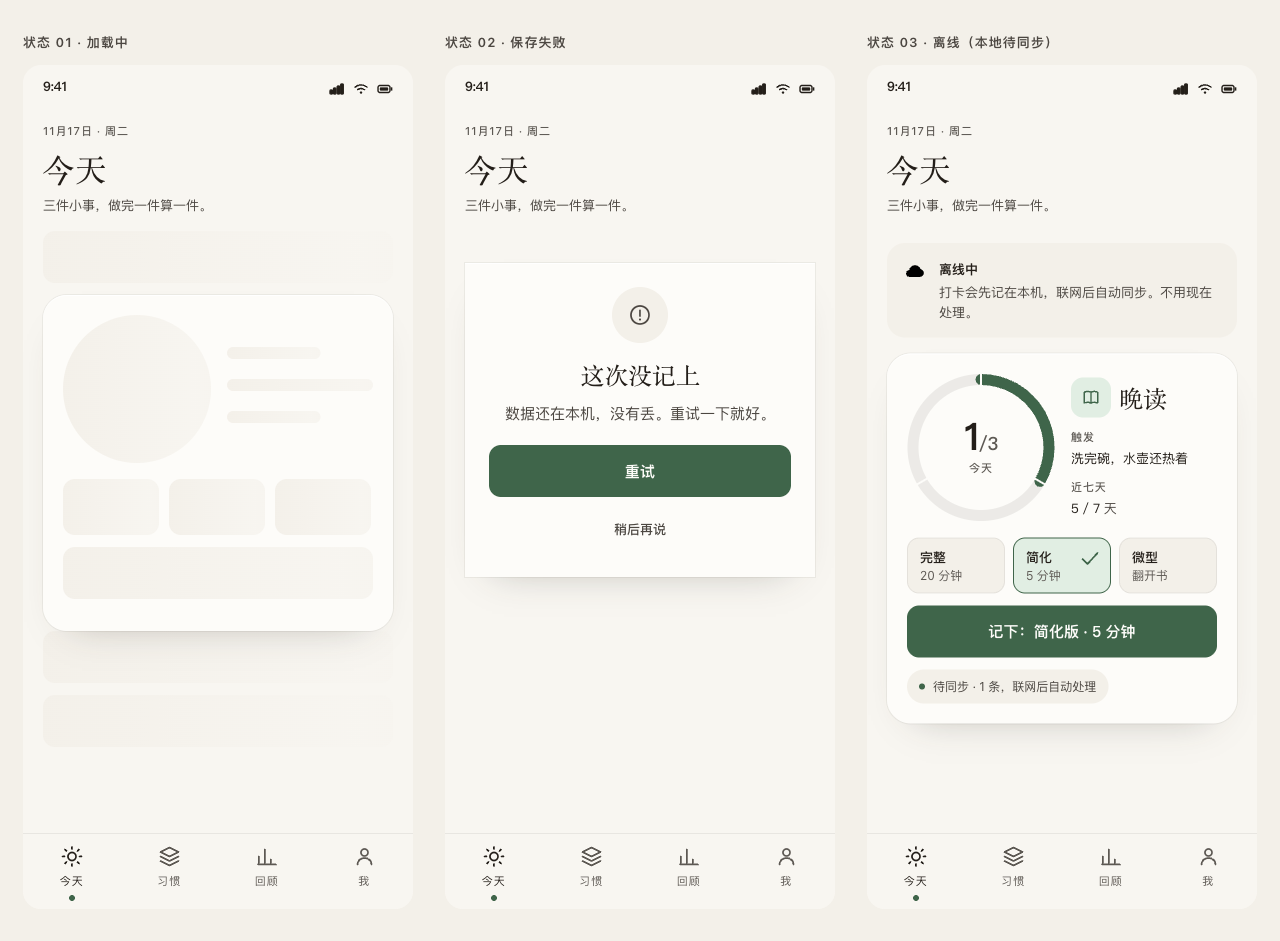 状态 01 · 加载中
9:41
11月17日 · 周二
今天
三件小事，做完一件算一件。
今天
习惯
回顾
我
状态 02 · 保存失败
9:41
11月17日 · 周二
今天
三件小事，做完一件算一件。
这次没记上
数据还在本机，没有丢。重试一下就好。
重试
稍后再说
今天
习惯
回顾
我
状态 03 · 离线（本地待同步）
9:41
11月17日 · 周二
今天
三件小事，做完一件算一件。
离线中
打卡会先记在本机，联网后自动同步。不用现在
处理。
1/3
今天
晚读
触发
洗完碗，水壶还热着
近七天
5 / 7 天
完整
20 分钟
简化
5 分钟
微型
翻开书
记下：简化版 · 5 分钟
待同步 · 1 条，联网后自动处理
今天
习惯
回顾
我